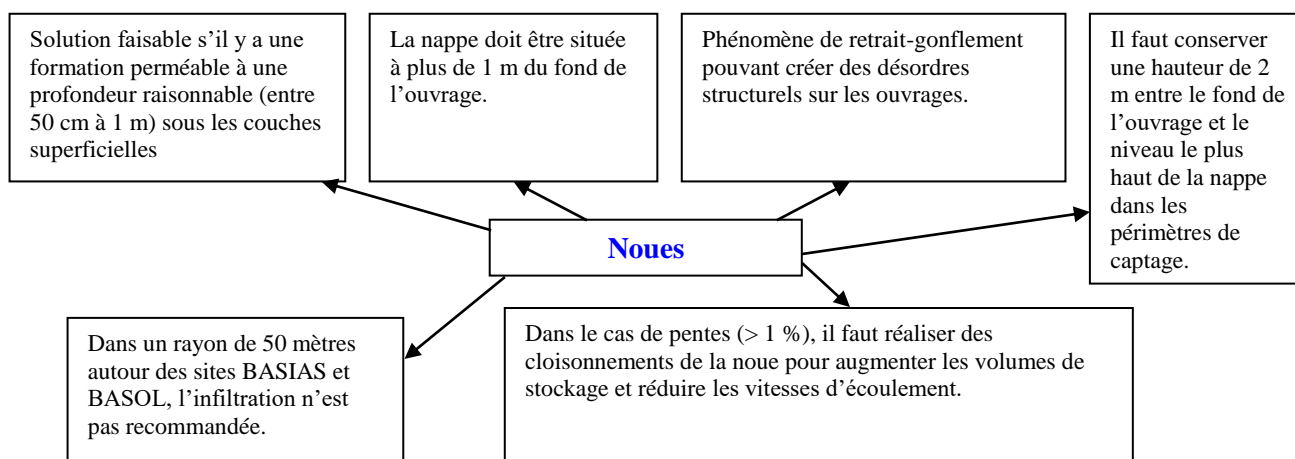 Solution faisable s’il y a une
formation perméable à une
profondeur raisonnable (entre
50 cm à 1 m) sous les couches
superficielles
La nappe doit être située
à plus de 1 m du fond de
l’ouvrage.
Phénomène de retrait-gonflement
pouvant créer des désordres
structurels sur les ouvrages.
Il faut conserver
une hauteur de 2
m entre le fond de
l’ouvrage et le
niveau le plus
haut de la nappe
dans les
périmètres de
captage.
Noues
Dans un rayon de 50 mètres
autour des sites BASIAS et
BASOL, l’infiltration n’est
pas recommandée.
Dans le cas de pentes (> 1 %), il faut réaliser des
cloisonnements de la noue pour augmenter les volumes de
stockage et réduire les vitesses d’écoulement.